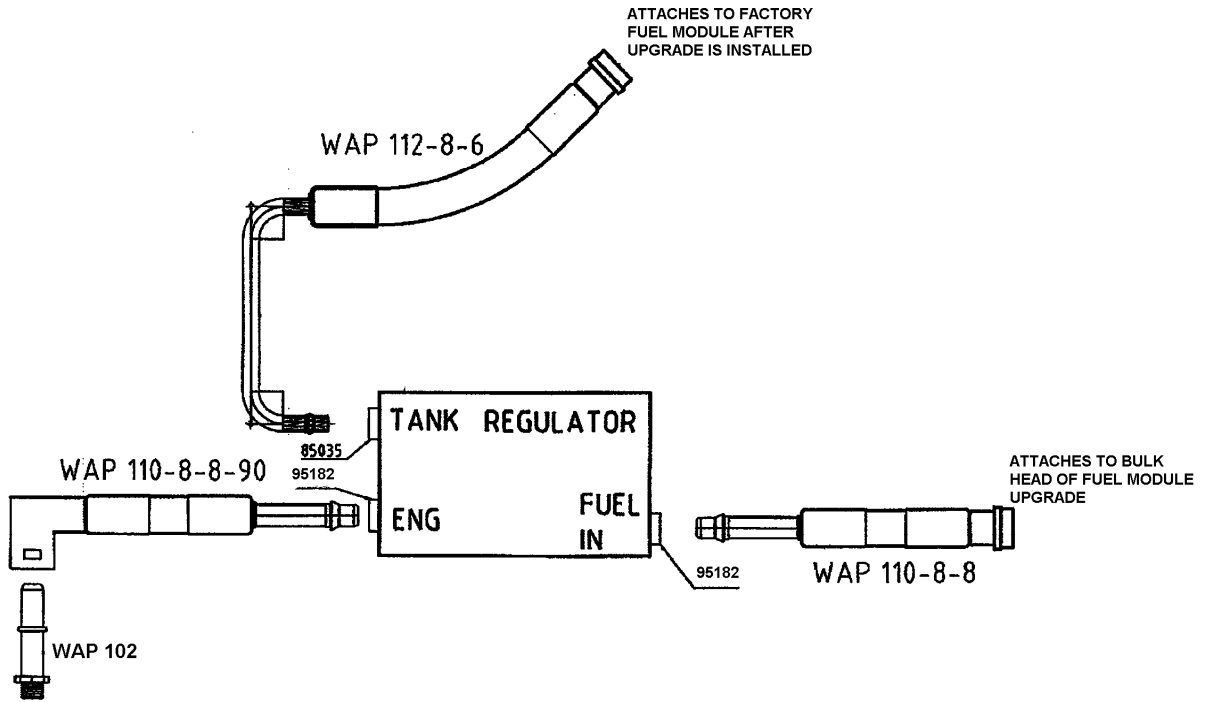 ATTACHES TO FACTORY
FUEL MODULE AFTER
UPGRADE IS INSTALLED
WAP 112-8-6
TANK REGULATOR
85035
WAP 110-8-8-90
95182
ENG
FUEL
IN
ATTACHES TO BULK
HEAD OF FUEL MODULE
UPGRADE
95182
WAP 110-8-8
WAP 102